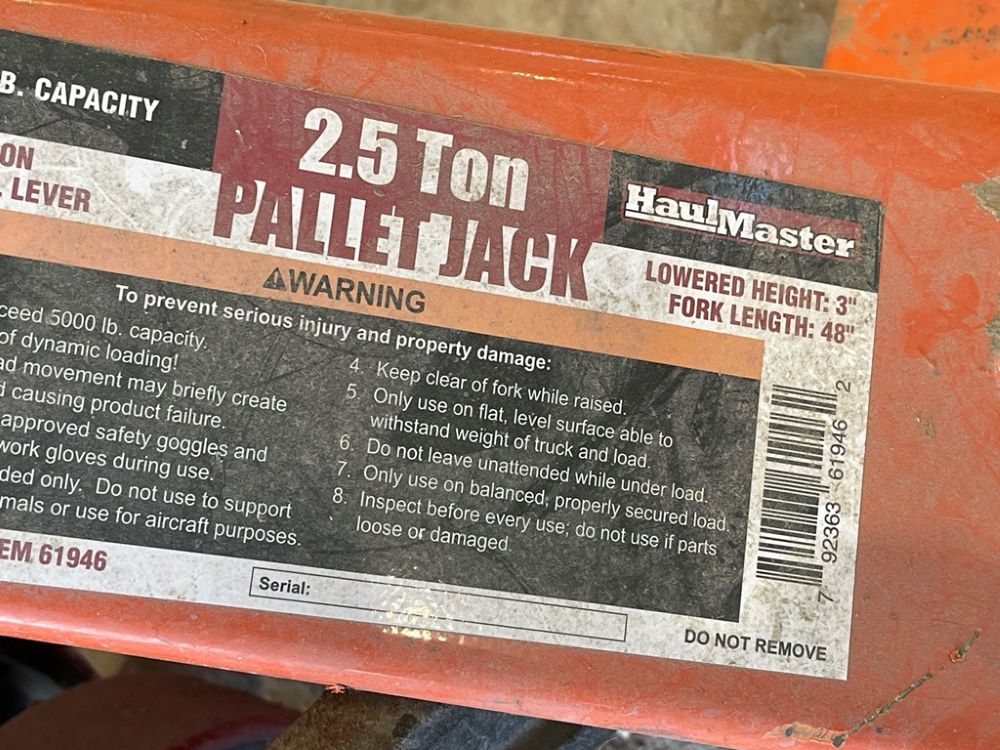 B. CAPACITY
ON
. LEVER
2.5 Ton
PALLET JACK
HaulMaster
LOWERED HEIGHT: 3"
FORK LENGTH: 48"
⚠WARNING
To prevent serious injury and property damage:
ceed 5000 lb. capacity.
of dynamic loading!
ad movement may briefly create
d causing product failure.
approved safety goggles and
work gloves during use.
ded only. Do not use to support
mals or use for aircraft purposes.
4. Keep clear of fork while raised.
5. Only use on flat, level surface able to
withstand weight of truck and load.
6. Do not leave unattended while under load.
7. Only use on balanced, properly secured load.
8. Inspect before every use; do not use if parts
loose or damaged.
EM 61946
Serial:
7 92363 61946 2
DO NOT REMOVE